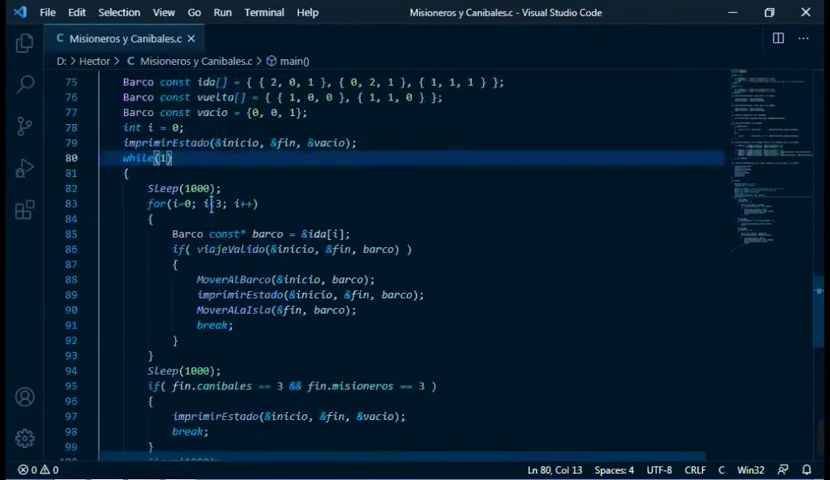 File Edit Selection View Go Run Terminal Help Misioneros y Canibales.c - Visual Studio Code
Misioneros y Canibales.c
D: > Hector > Misioneros y Canibales.c > main()
75 Barco const ida[] = { { 2, 0, 1 }, { 0, 2, 1 }, { 1, 1, 1 } };
76 Barco const vuelta[] = { { 1, 0, 0 }, { 1, 1, 0 } };
77 Barco const vacio = {0, 0, 1};
78 int i = 0;
79 imprimirEstado(&inicio, &fin, &vacio);
80 while(1)
81 {
82 Sleep(1000);
83 for(i=0; i<3; i++)
84 {
85 Barco const* barco = &ida[i];
86 if( viajeValido(&inicio, &fin, barco) )
87 {
88 MoverAlBarco(&inicio, barco);
89 imprimirEstado(&inicio, &fin, barco);
90 MoverALaIsla(&fin, barco);
91 break;
92 }
93 }
94 Sleep(1000);
95 if( fin.canibales == 3 && fin.misioneros == 3 )
96 {
97 imprimirEstado(&inicio, &fin, &vacio);
98 break;
99 }
0 0 Ln 80, Col 13 Spaces: 4 UTF-8 CRLF C Win32